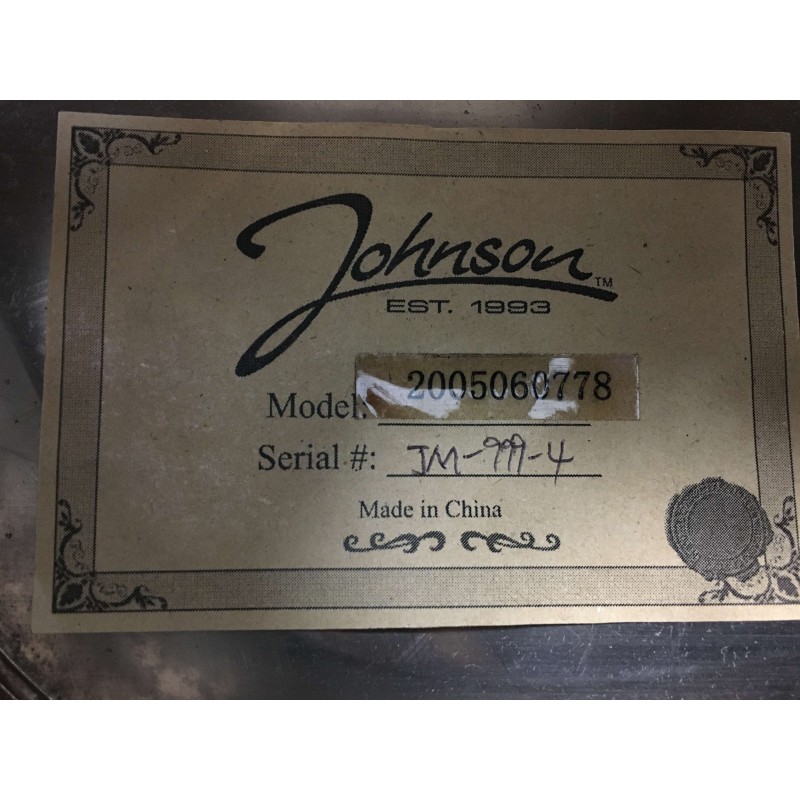 Johnson™
EST. 1993
Model: 2005060778
Serial #: JM-999-4
Made in China